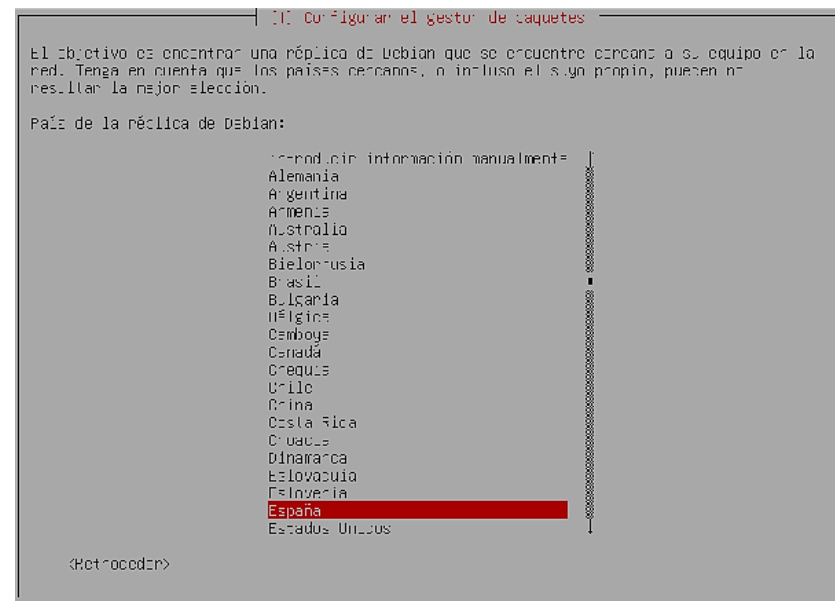 [!] Configurar el gestor de paquetes
El objetivo es encontrar una réplica de Debian que se encuentre cercana a su equipo en la
red. Tenga en cuenta que los países cercanos, o incluso el suyo propio, pueden no
resultar la mejor elección.
País de la réplica de Debian:
introducir información manualmente
Alemania
Argentina
Armenia
Australia
Austria
Bielorrusia
Brasil
Bulgaria
Bélgica
Camboya
Canadá
Chequia
Chile
China
Costa Rica
Croacia
Dinamarca
Eslovaquia
Eslovenia
España
Estados Unidos
<Retroceder>